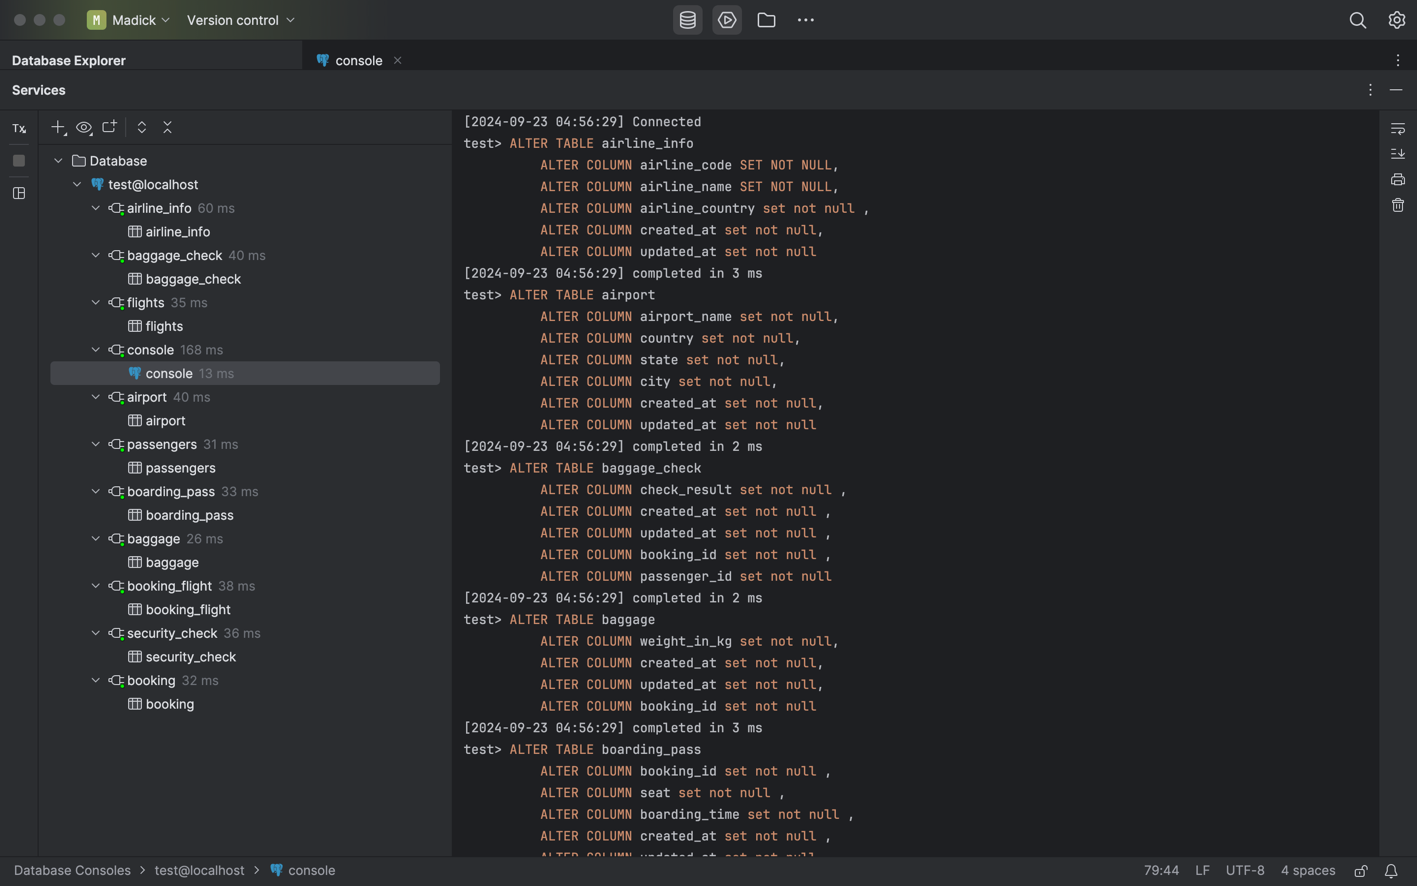 M Madick Version control
Database Explorer
console
Services
Tx
Database
test@localhost
airline_info 60 ms
airline_info
baggage_check 40 ms
baggage_check
flights 35 ms
flights
console 168 ms
console 13 ms
airport 40 ms
airport
passengers 31 ms
passengers
boarding_pass 33 ms
boarding_pass
baggage 26 ms
baggage
booking_flight 38 ms
booking_flight
security_check 36 ms
security_check
booking 32 ms
booking
[2024-09-23 04:56:29] Connected
test> ALTER TABLE airline_info
ALTER COLUMN airline_code SET NOT NULL,
ALTER COLUMN airline_name SET NOT NULL,
ALTER COLUMN airline_country set not null ,
ALTER COLUMN created_at set not null,
ALTER COLUMN updated_at set not null
[2024-09-23 04:56:29] completed in 3 ms
test> ALTER TABLE airport
ALTER COLUMN airport_name set not null,
ALTER COLUMN country set not null,
ALTER COLUMN state set not null,
ALTER COLUMN city set not null,
ALTER COLUMN created_at set not null,
ALTER COLUMN updated_at set not null
[2024-09-23 04:56:29] completed in 2 ms
test> ALTER TABLE baggage_check
ALTER COLUMN check_result set not null ,
ALTER COLUMN created_at set not null ,
ALTER COLUMN updated_at set not null ,
ALTER COLUMN booking_id set not null ,
ALTER COLUMN passenger_id set not null
[2024-09-23 04:56:29] completed in 2 ms
test> ALTER TABLE baggage
ALTER COLUMN weight_in_kg set not null,
ALTER COLUMN created_at set not null,
ALTER COLUMN updated_at set not null,
ALTER COLUMN booking_id set not null
[2024-09-23 04:56:29] completed in 3 ms
test> ALTER TABLE boarding_pass
ALTER COLUMN booking_id set not null ,
ALTER COLUMN seat set not null ,
ALTER COLUMN boarding_time set not null ,
ALTER COLUMN created_at set not null ,
ALTER COLUMN updated_at set not null
Database Consoles > test@localhost > console
79:44 LF UTF-8 4 spaces